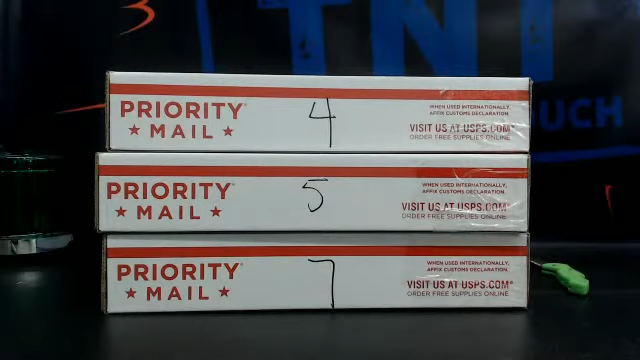 TNT
OUCH
PRIORITY
★ MAIL ★
4
WHEN USED INTERNATIONALLY,
AFFIX CUSTOMS DECLARATION.
VISIT US AT USPS.COM®
ORDER FREE SUPPLIES ONLINE
PRIORITY
★ MAIL ★
5
WHEN USED INTERNATIONALLY,
AFFIX CUSTOMS DECLARATION.
VISIT US AT USPS.COM®
ORDER FREE SUPPLIES ONLINE
PRIORITY
★ MAIL ★
7
WHEN USED INTERNATIONALLY,
AFFIX CUSTOMS DECLARATION.
VISIT US AT USPS.COM®
ORDER FREE SUPPLIES ONLINE